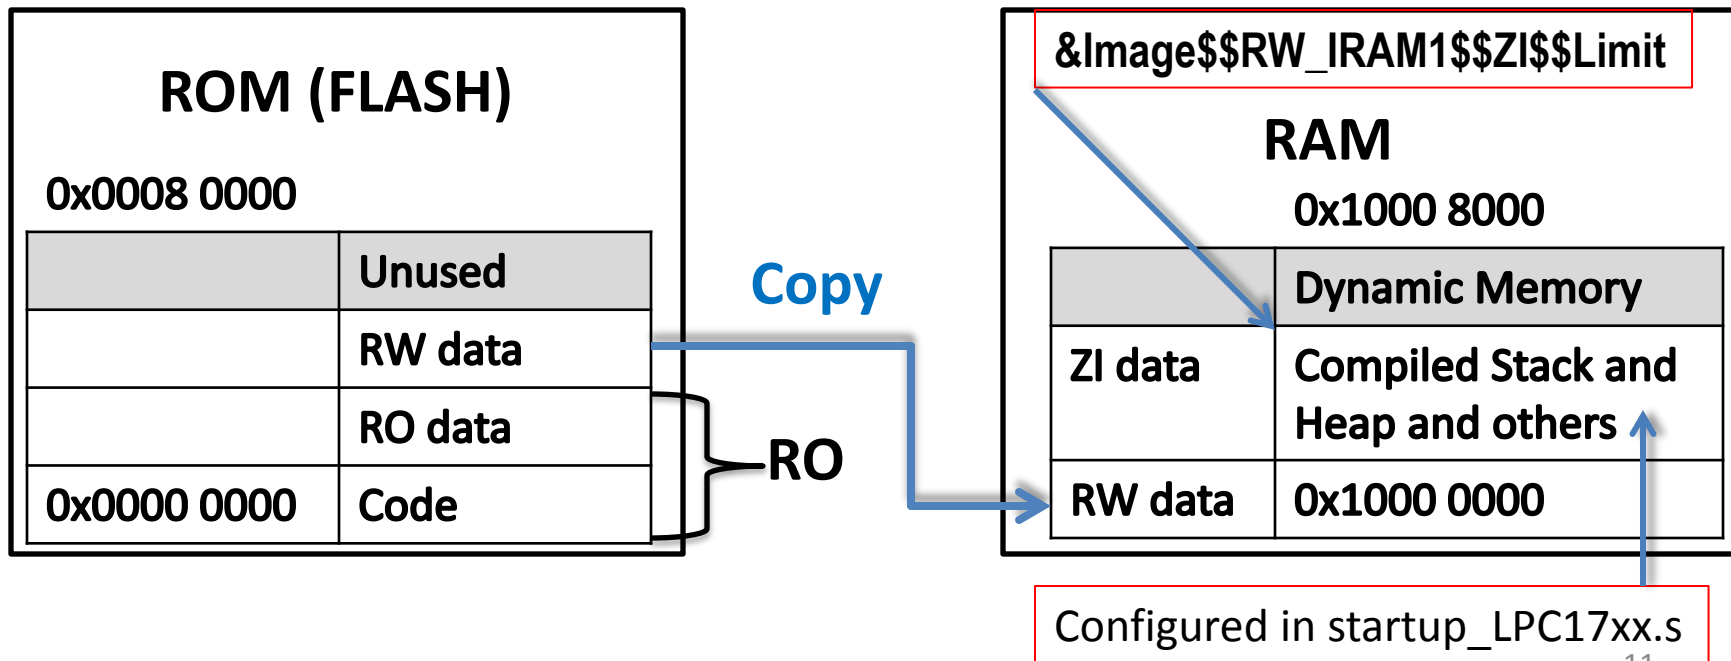 ROM (FLASH)
0x0008 0000
Unused
RW data
RO data
0x0000 0000 Code
Copy
RO
&Image$$RW_IRAM1$$ZI$$Limit
RAM
0x1000 8000
Dynamic Memory
ZI data Compiled Stack and
Heap and others
RW data 0x1000 0000
Configured in startup_LPC17xx.s
11